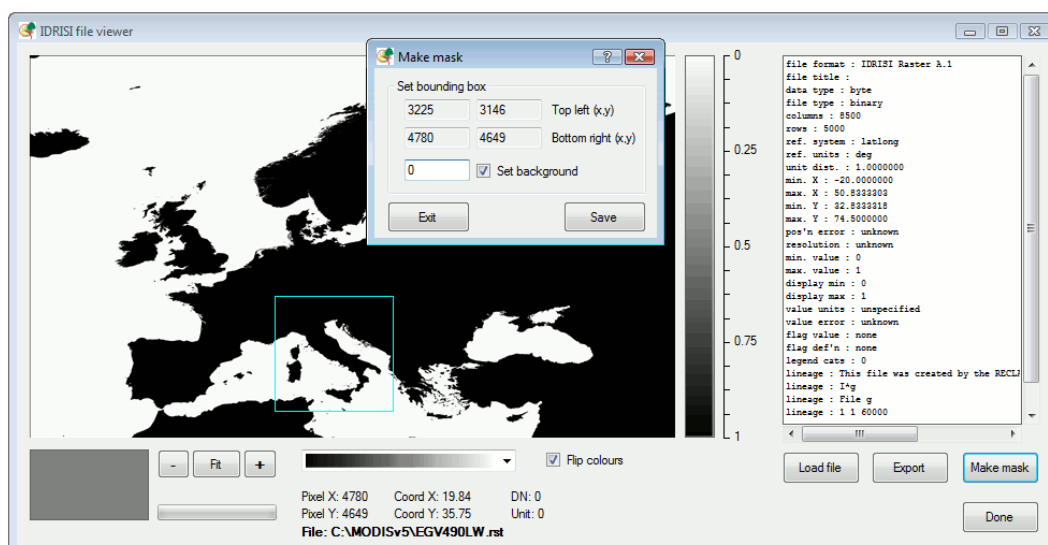 IDRISI file viewer
Make mask
Set bounding box
3225 3146 Top left (x,y)
4780 4649 Bottom right (x,y)
0 Set background
Exit Save
0
0.25
0.5
0.75
1
file format : IDRISI Raster A.1
file title :
data type : byte
file type : binary
columns : 8500
rows : 5000
ref. system : latlong
ref. units : deg
unit dist. : 1.0000000
min. X : -20.0000000
max. X : 50.8333303
min. Y : 32.8333318
max. Y : 74.5000000
pos'n error : unknown
resolution : unknown
min. value : 0
max. value : 1
display min : 0
display max : 1
value units : unspecified
value error : unknown
flag value : none
flag def'n : none
legend cats : 0
lineage : This file was created by the RECL
lineage : I^g
lineage : File g
lineage : 1 1 60000
- Fit +
Flip colours
Load file Export Make mask
Pixel X: 4780 Coord X: 19.84 DN: 0
Pixel Y: 4649 Coord Y: 35.75 Unit: 0
File: C:\MODISv5\EGV490LW.rst
Done